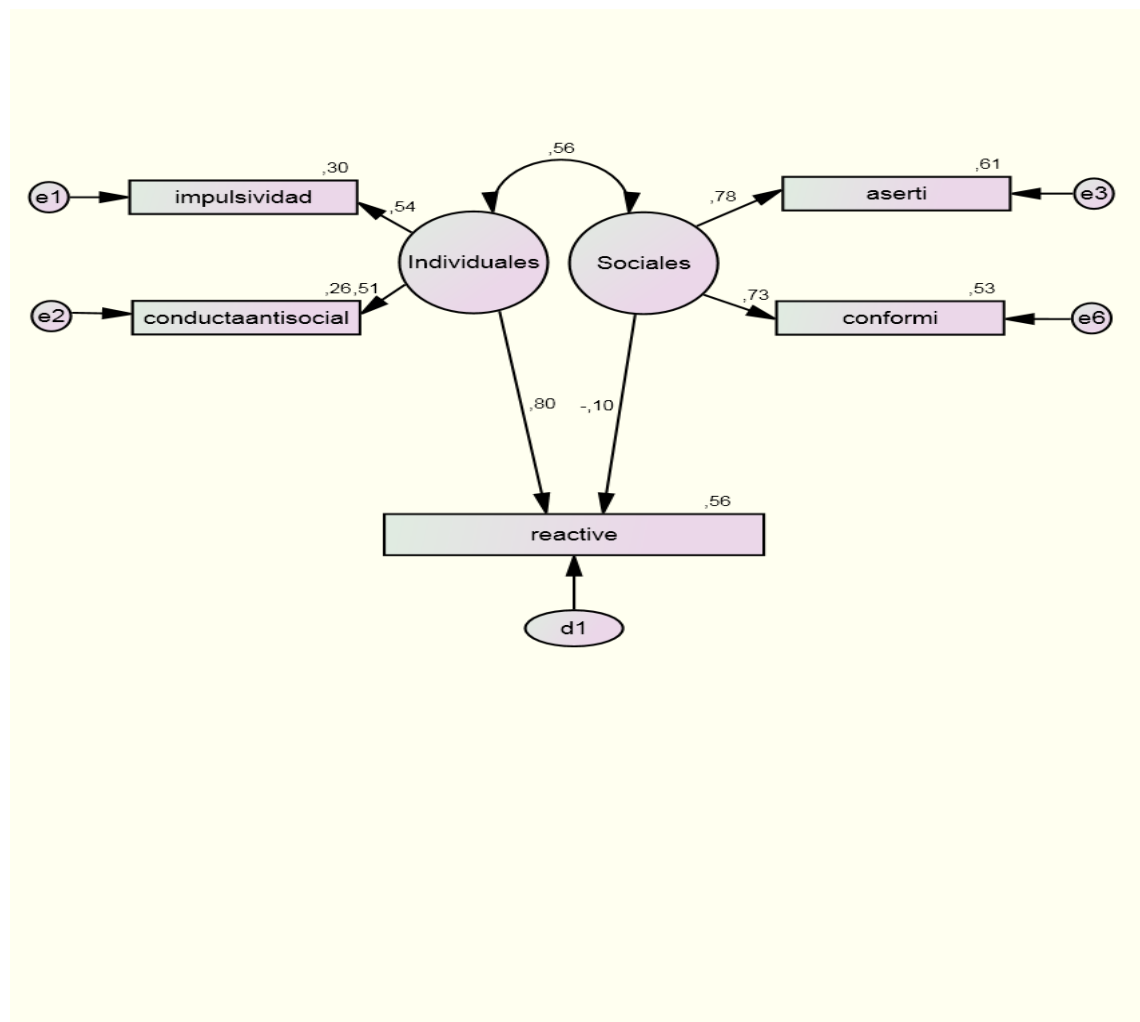 ,56
,30
,61
e1
impulsividad
,54
,78
aserti
e3
Individuales
Sociales
,26
,51
,73
,53
e2
conductaantisocial
conformi
e6
,80
-,10
,56
reactive
d1